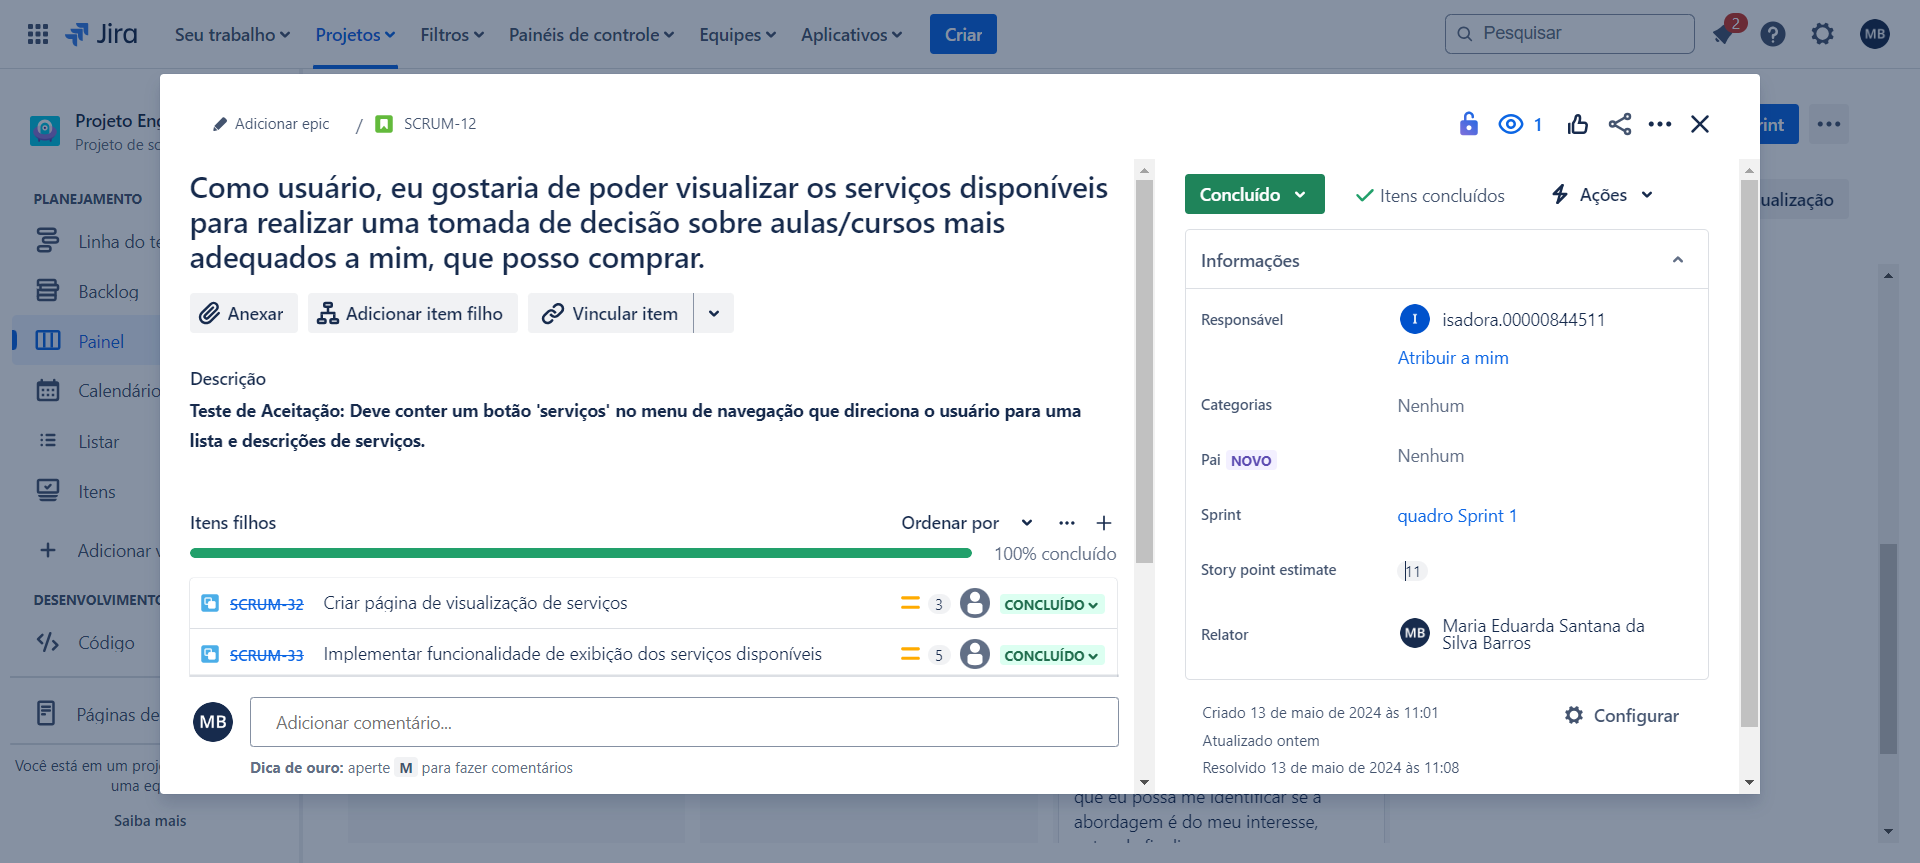 Jira
Seu trabalho
Projetos
Filtros
Painéis de controle
Equipes
Aplicativos
Criar
Pesquisar
2
MB
Projeto Eng
Projeto de so
PLANEJAMENTO
Linha do te
Backlog
Painel
Calendário
Listar
Itens
Adicionar v
DESENVOLVIMENTO
Código
Páginas de
Você está em um proj
uma eq
Saiba mais
Adicionar epic
/
SCRUM-12
1
Como usuário, eu gostaria de poder visualizar os serviços disponíveis
para realizar uma tomada de decisão sobre aulas/cursos mais
adequados a mim, que posso comprar.
Anexar
Adicionar item filho
Vincular item
Descrição
Teste de Aceitação: Deve conter um botão 'serviços' no menu de navegação que direciona o usuário para uma
lista e descrições de serviços.
Itens filhos
Ordenar por
100% concluído
SCRUM-32 Criar página de visualização de serviços 3 CONCLUÍDO
SCRUM-33 Implementar funcionalidade de exibição dos serviços disponíveis 5 CONCLUÍDO
MB
Adicionar comentário...
Dica de ouro: aperte M para fazer comentários
Concluído
Itens concluídos
Ações
Informações
Responsável
I
isadora.00000844511
Atribuir a mim
Categorias
Nenhum
Pai NOVO
Nenhum
Sprint
quadro Sprint 1
Story point estimate
11
Relator
MB
Maria Eduarda Santana da
Silva Barros
Criado 13 de maio de 2024 às 11:01
Atualizado ontem
Resolvido 13 de maio de 2024 às 11:08
Configurar
int
ualização
que eu possa me identificar se a
abordagem é do meu interesse,